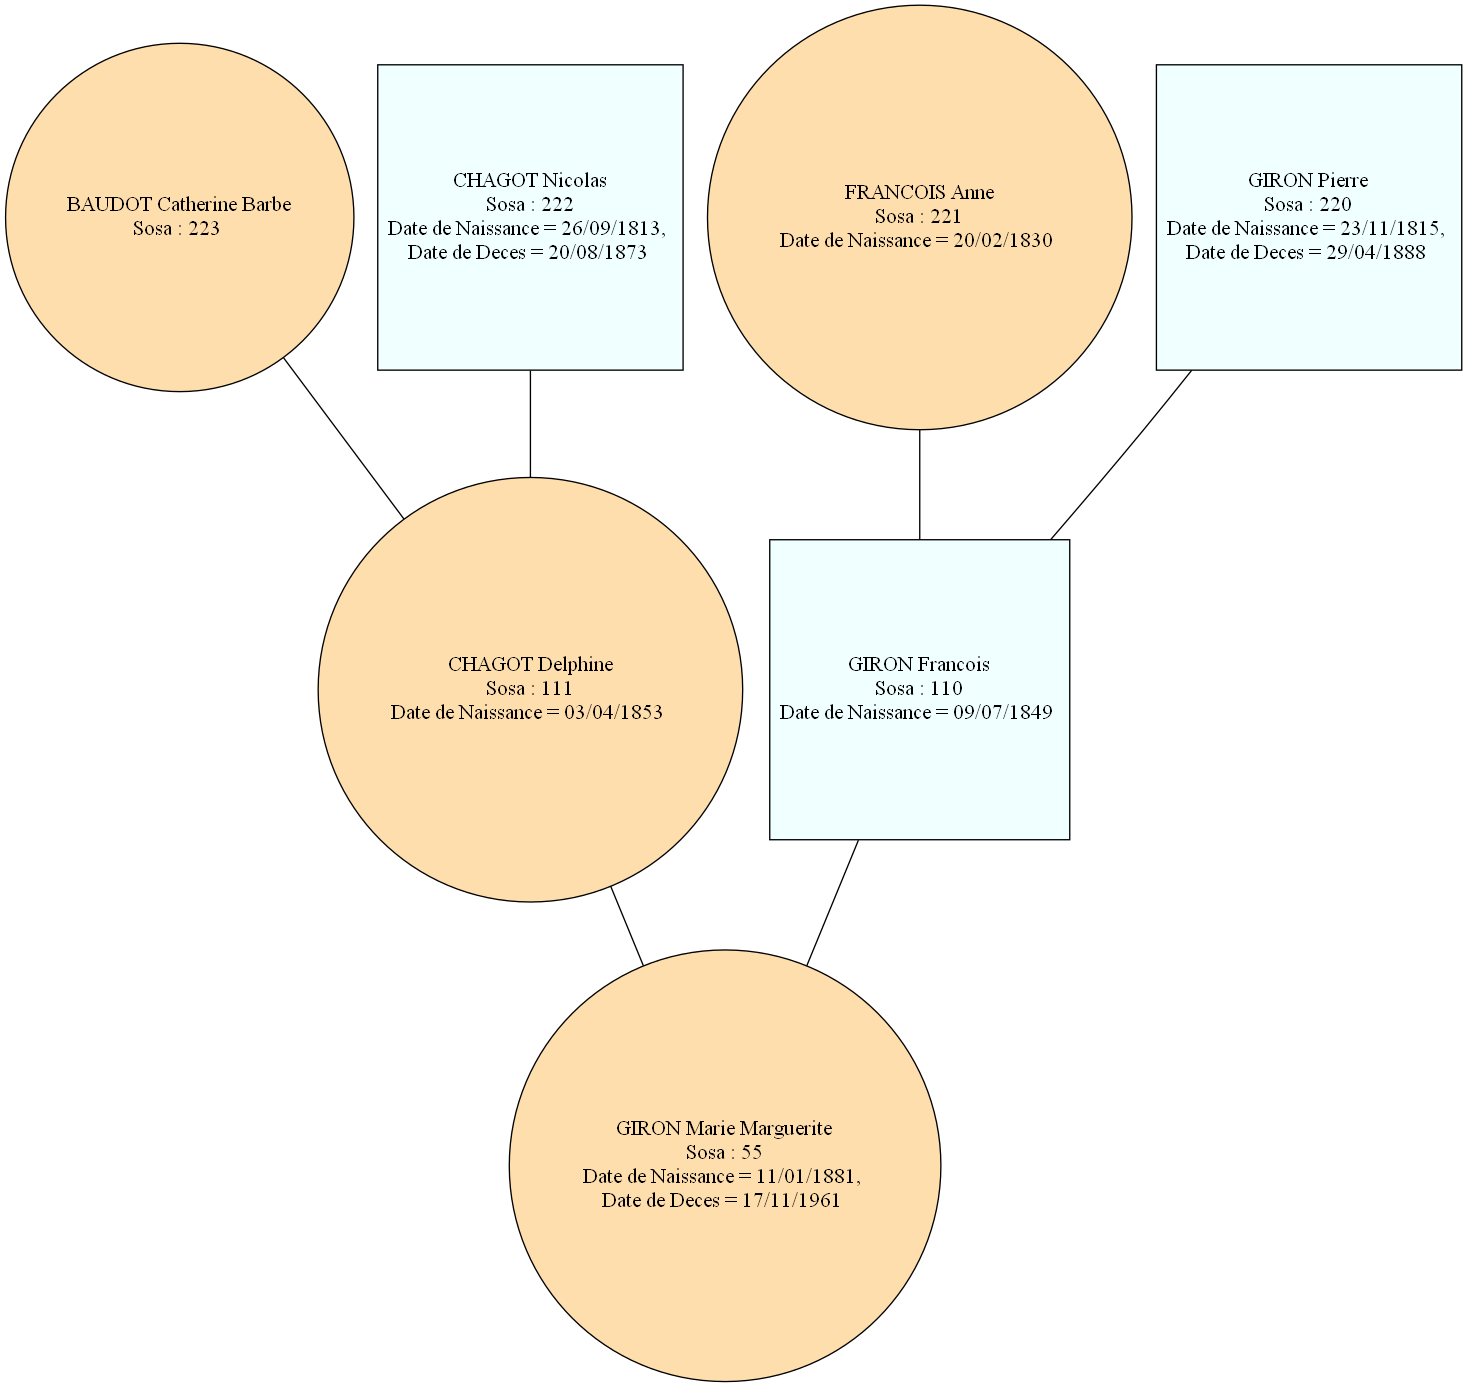 BAUDOT Catherine Barbe
Sosa : 223
CHAGOT Nicolas
Sosa : 222
Date de Naissance = 26/09/1813,
Date de Deces = 20/08/1873
FRANCOIS Anne
Sosa : 221
Date de Naissance = 20/02/1830
GIRON Pierre
Sosa : 220
Date de Naissance = 23/11/1815,
Date de Deces = 29/04/1888
CHAGOT Delphine
Sosa : 111
Date de Naissance = 03/04/1853
GIRON Francois
Sosa : 110
Date de Naissance = 09/07/1849
GIRON Marie Marguerite
Sosa : 55
Date de Naissance = 11/01/1881,
Date de Deces = 17/11/1961